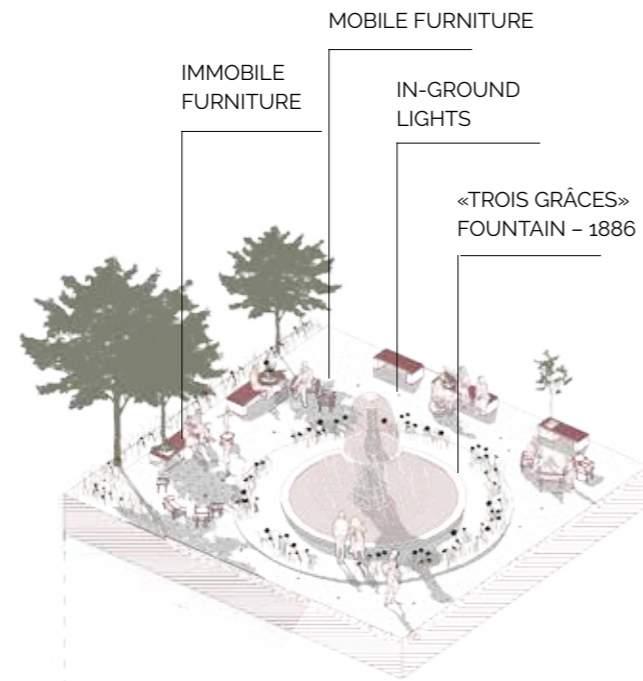 MOBILE FURNITURE
IMMOBILE
FURNITURE
IN-GROUND
LIGHTS
«TROIS GRÂCES»
FOUNTAIN – 1886